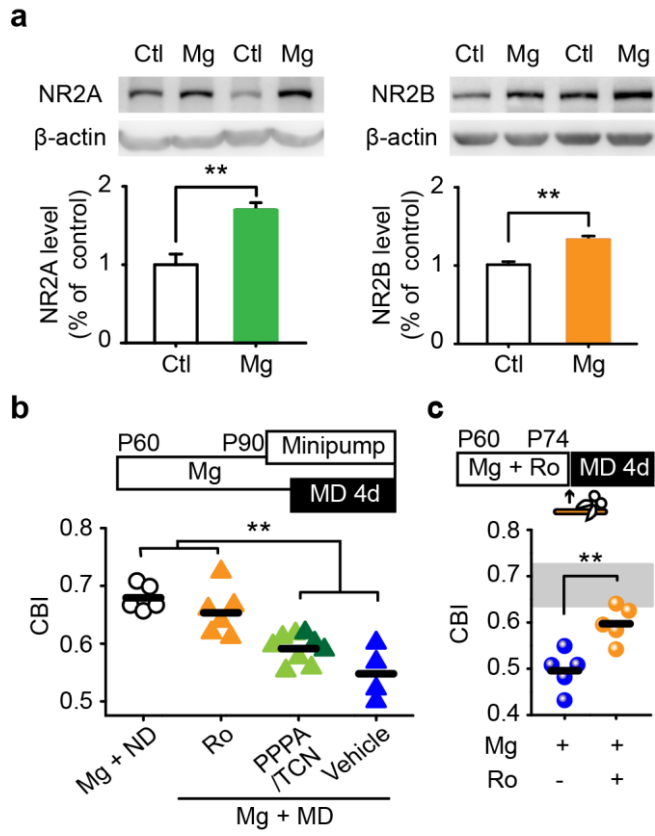 a
Ctl Mg Ctl Mg
NR2A
β-actin
**
NR2A level
(% of control)
2
1
0
Ctl Mg
Ctl Mg Ctl Mg
NR2B
β-actin
**
NR2B level
(% of control)
2
1
0
Ctl Mg
b
P60 P90 Minipump
Mg
MD 4d
**
CBI
0.8
0.7
0.6
0.5
Mg + ND
Ro
PPPA
/TCN
Vehicle
Mg + MD
c
P60 P74
Mg + Ro MD 4d
**
CBI
0.8
0.7
0.6
0.5
0.4
Mg + +
Ro - +